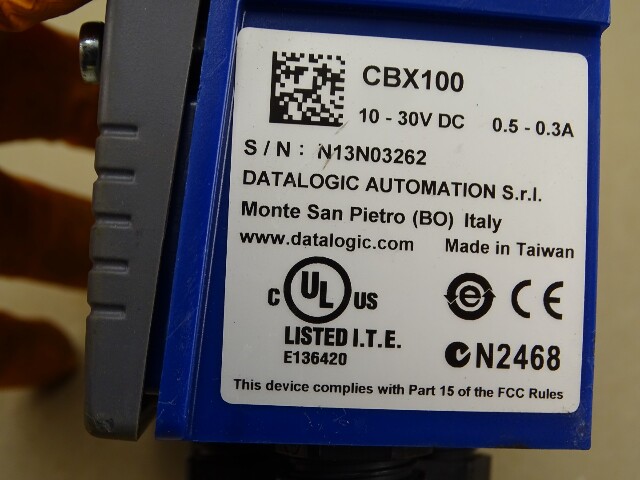 CBX100
10 - 30V DC 0.5 - 0.3A
S / N : N13N03262
DATALOGIC AUTOMATION S.r.l.
Monte San Pietro (BO) Italy
www.datalogic.com Made in Taiwan
C UL US e CE
LISTED I.T.E.
E136420
N2468
This device complies with Part 15 of the FCC Rules